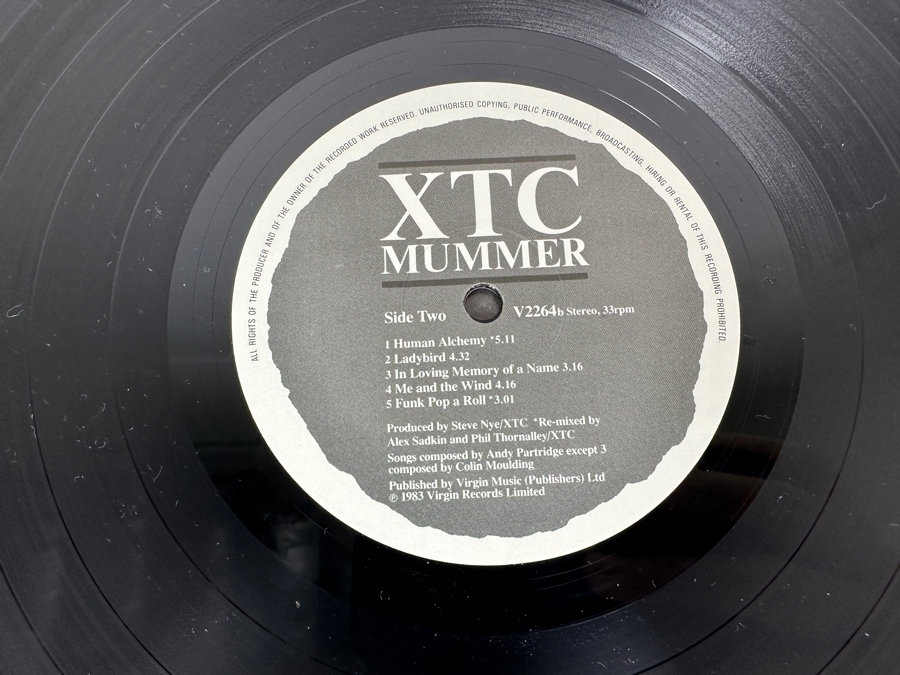 ALL RIGHTS OF THE PRODUCER AND OF THE OWNER OF THE RECORDED WORK RESERVED. UNAUTHORISED COPYING, PUBLIC PERFORMANCE, BROADCASTING, HIRING OR RENTAL OF THIS RECORDING PROHIBITED.
XTC
MUMMER
Side Two V2264b Stereo, 33rpm
1 Human Alchemy *5.11
2 Ladybird 4.32
3 In Loving Memory of a Name 3.16
4 Me and the Wind 4.16
5 Funk Pop a Roll *3.01
Produced by Steve Nye/XTC *Re-mixed by
Alex Sadkin and Phil Thornalley/XTC
Songs composed by Andy Partridge except 3
composed by Colin Moulding
Published by Virgin Music (Publishers) Ltd
℗ 1983 Virgin Records Limited